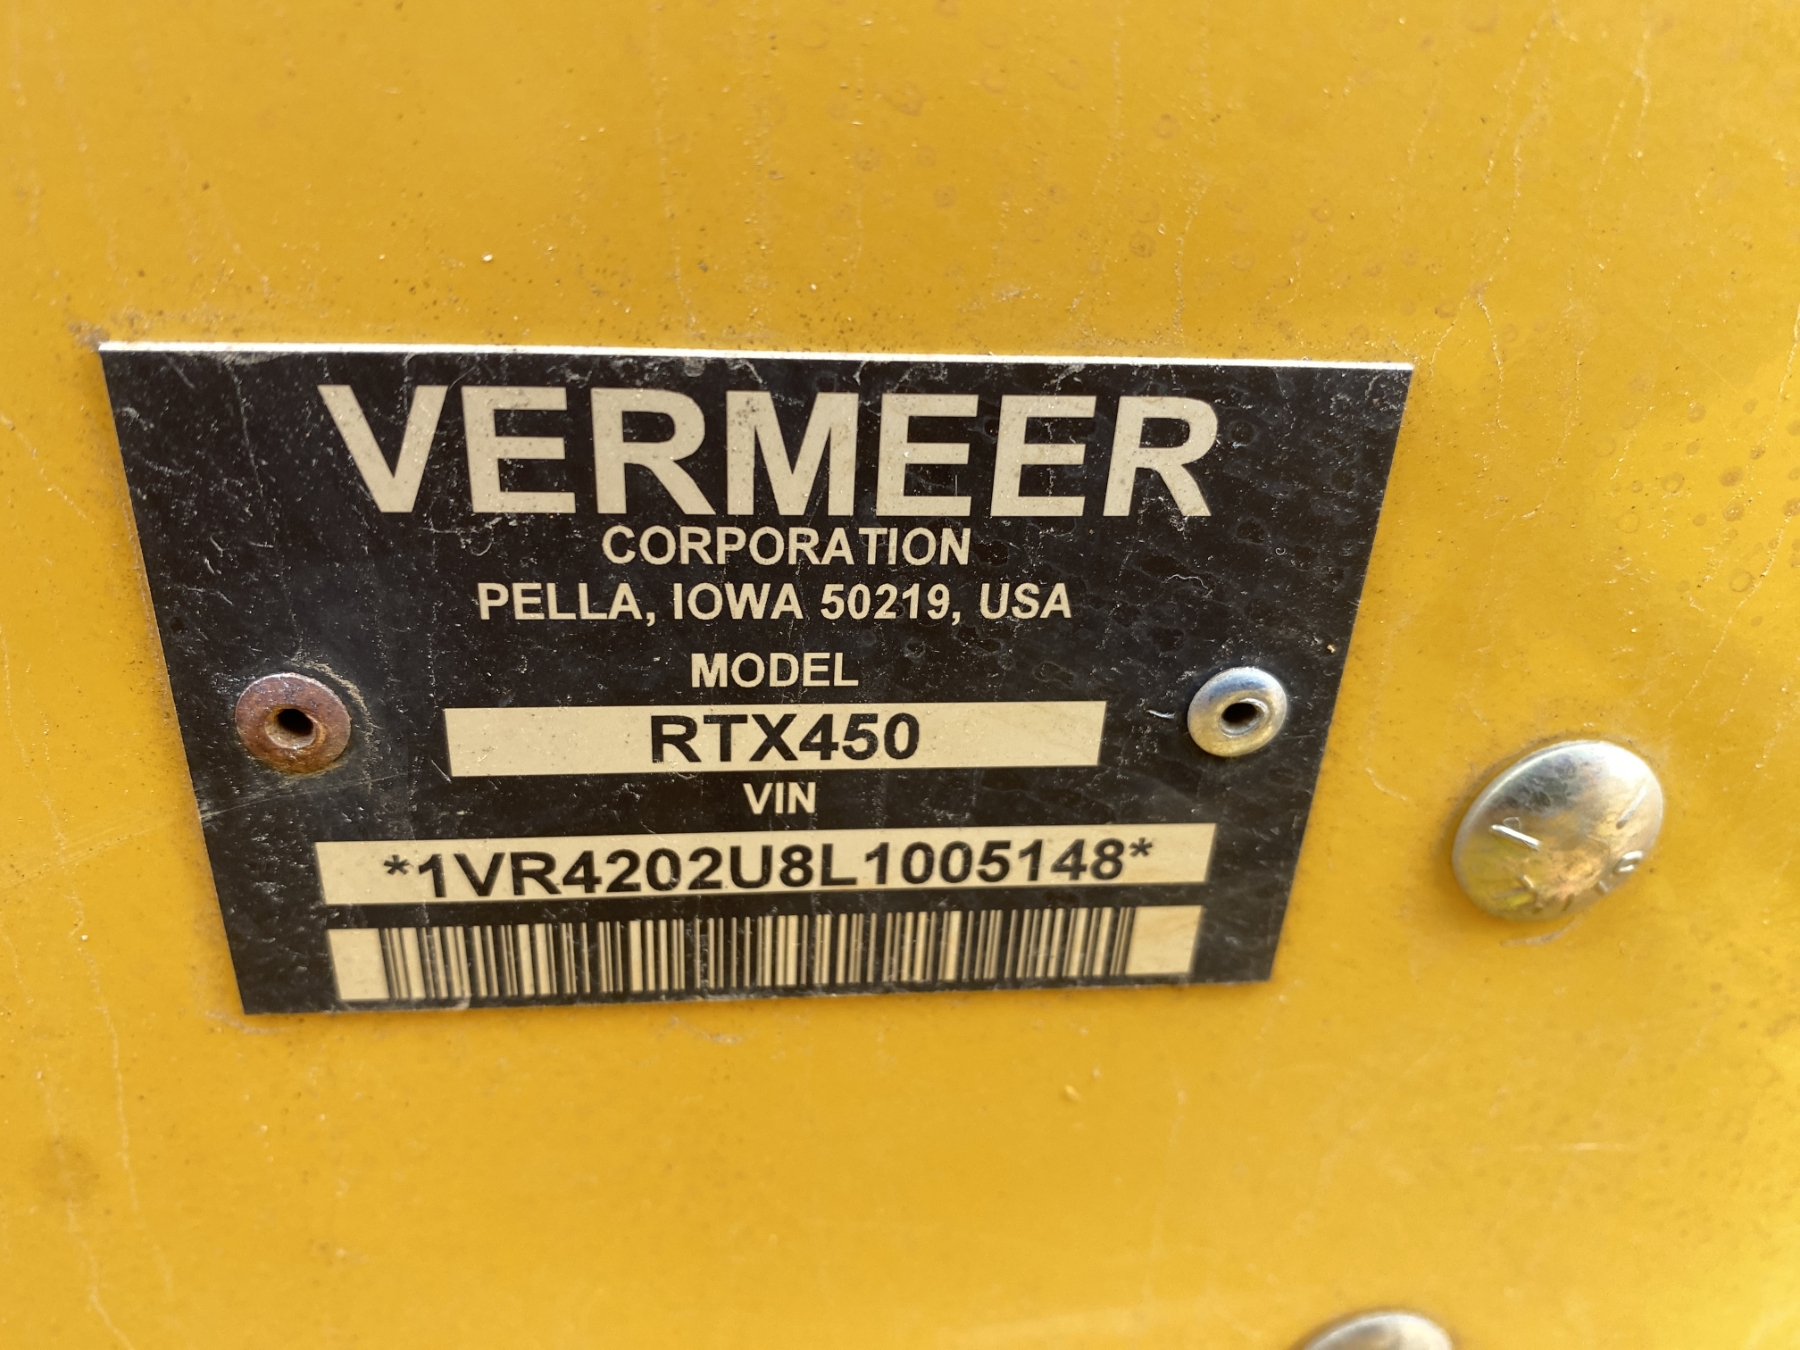 VERMEER
CORPORATION
PELLA, IOWA 50219, USA
MODEL
RTX450
VIN
*1VR4202U8L1005148*